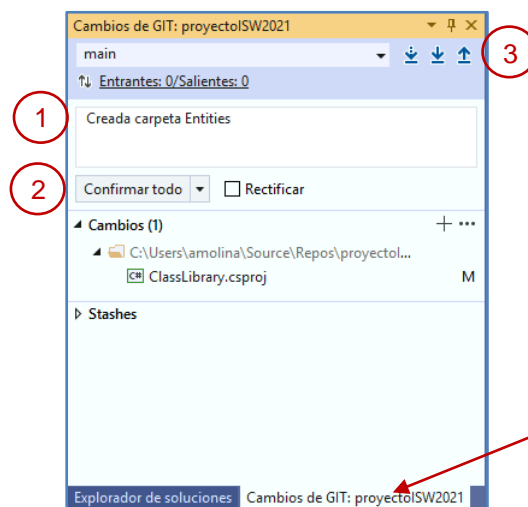 Cambios de GIT: proyectoISW2021
main
3
Entrantes: 0/Salientes: 0
1
Creada carpeta Entities
2
Confirmar todo
Rectificar
Cambios (1)
C:\Users\amolina\Source\Repos\proyectoI...
C# ClassLibrary.csproj M
Stashes
Explorador de soluciones Cambios de GIT: proyectoISW2021